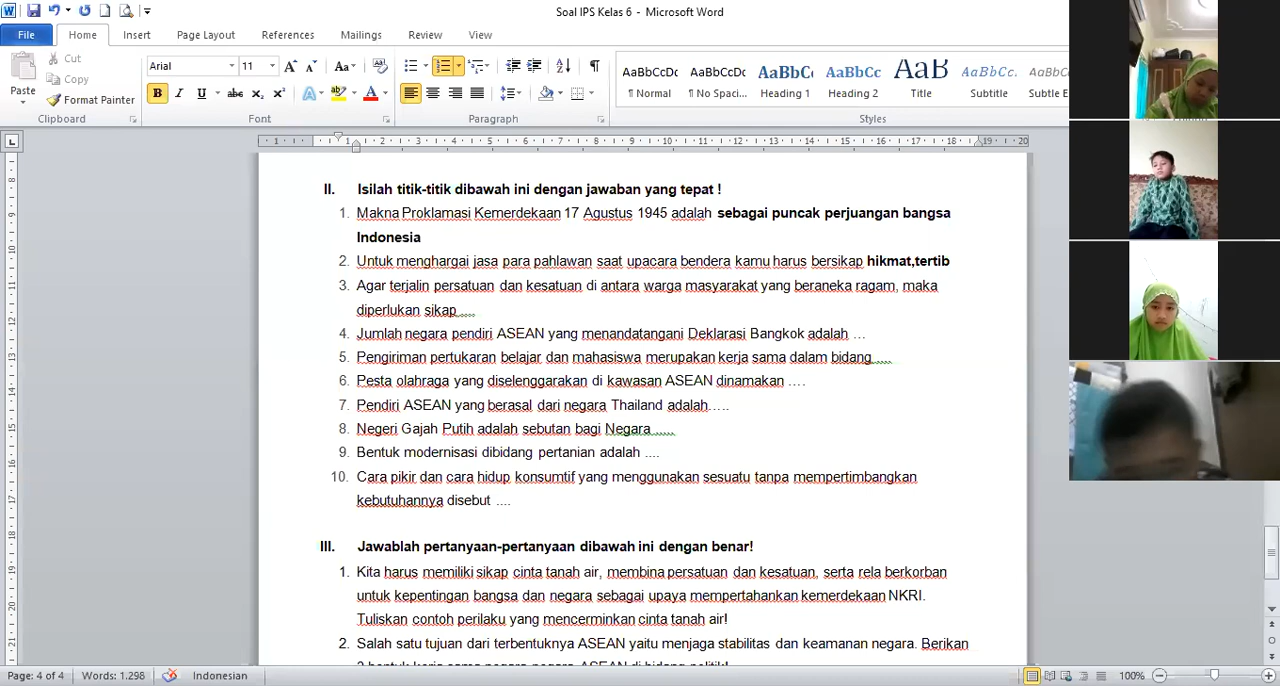 Soal IPS Kelas 6 - Microsoft Word
File Home Insert Page Layout References Mailings Review View
Paste
Cut
Copy
Format Painter
Clipboard
Arial 11
Font
Paragraph
AaBbCcDc AaBbCcDc AaBbC( AaBbCc AaB AaBbCc. AaBbCc
¶ Normal ¶ No Spaci... Heading 1 Heading 2 Title Subtitle Subtle E
Styles
II. Isilah titik-titik dibawah ini dengan jawaban yang tepat !
1. Makna Proklamasi Kemerdekaan 17 Agustus 1945 adalah sebagai puncak perjuangan bangsa
Indonesia
2. Untuk menghargai jasa para pahlawan saat upacara bendera kamu harus bersikap hikmat,tertib
3. Agar terjalin persatuan dan kesatuan di antara warga masyarakat yang beraneka ragam, maka
diperlukan sikap ....
4. Jumlah negara pendiri ASEAN yang menandatangani Deklarasi Bangkok adalah …
5. Pengiriman pertukaran belajar dan mahasiswa merupakan kerja sama dalam bidang.....
6. Pesta olahraga yang diselenggarakan di kawasan ASEAN dinamakan ….
7. Pendiri ASEAN yang berasal dari negara Thailand adalah.….
8. Negeri Gajah Putih adalah sebutan bagi Negara......
9. Bentuk modernisasi dibidang pertanian adalah ....
10. Cara pikir dan cara hidup konsumtif yang menggunakan sesuatu tanpa mempertimbangkan
kebutuhannya disebut ....
III. Jawablah pertanyaan-pertanyaan dibawah ini dengan benar!
1. Kita harus memiliki sikap cinta tanah air, membina persatuan dan kesatuan, serta rela berkorban
untuk kepentingan bangsa dan negara sebagai upaya mempertahankan kemerdekaan NKRI.
Tuliskan contoh perilaku yang mencerminkan cinta tanah air!
2. Salah satu tujuan dari terbentuknya ASEAN yaitu menjaga stabilitas dan keamanan negara. Berikan
bentuk kerja sama negara-negara ASEAN di bidang politik!
Page: 4 of 4 Words: 1.298 Indonesian 100%